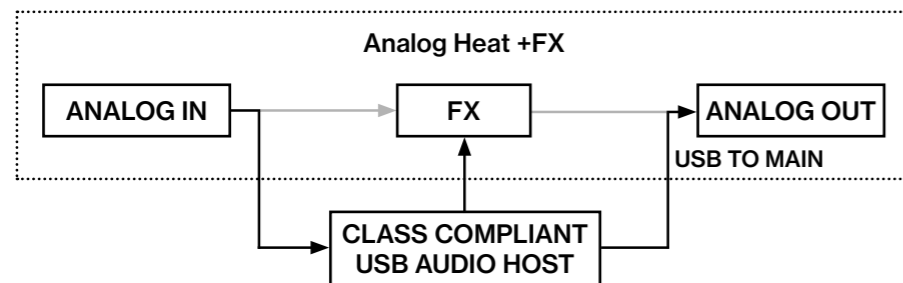 Analog Heat +FX
ANALOG IN
FX
ANALOG OUT
USB TO MAIN
CLASS COMPLIANT
USB AUDIO HOST